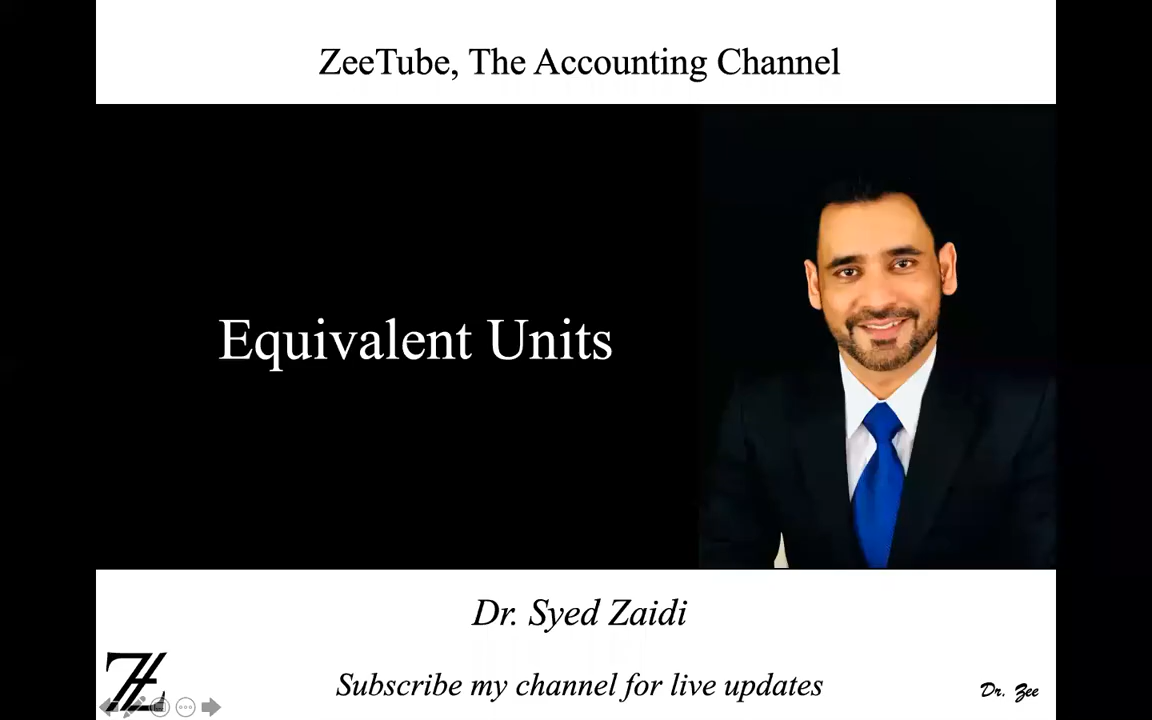 ZeeTube, The Accounting Channel
Equivalent Units
Dr. Syed Zaidi
Subscribe my channel for live updates
Dr. Zee